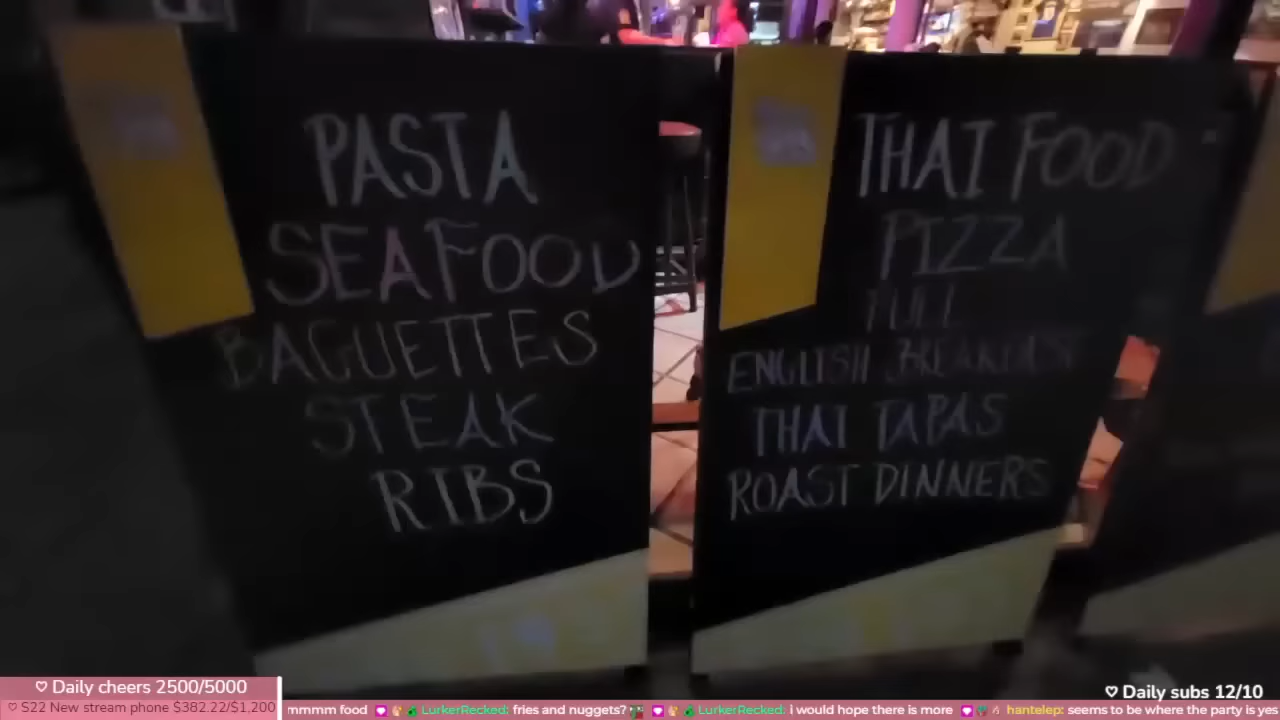 PASTA
SEAFOOD
BAGUETTES
STEAK
RIBS
THAI FOOD
PIZZA
FULL
ENGLISH BREAKFAST
THAI TAPAS
ROAST DINNERS
♡ Daily cheers 2500/5000
♡ S22 New stream phone $382.22/$1,200
♡ Daily subs 12/10
mmmm food LurkerRecked: fries and nuggets? LurkerRecked: i would hope there is more hantelep: seems to be where the party is yes